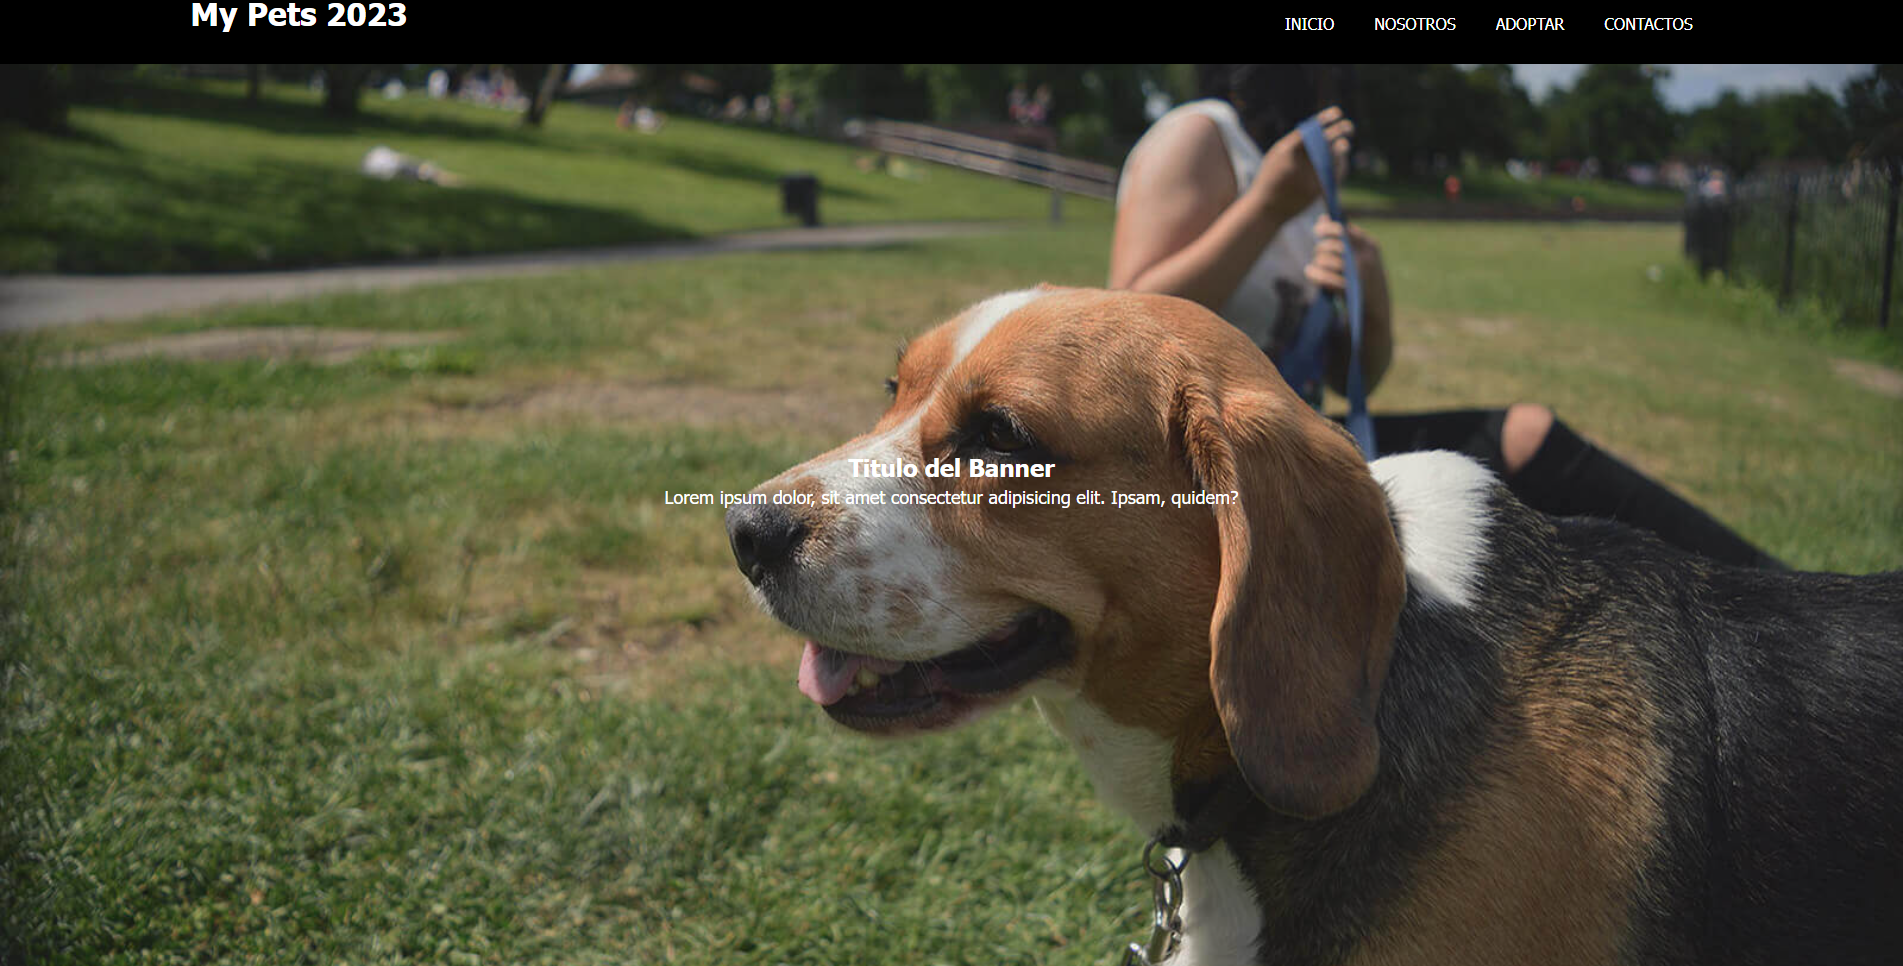 My Pets 2023
INICIO NOSOTROS ADOPTAR CONTACTOS
Titulo del Banner
Lorem ipsum dolor, sit amet consectetur adipisicing elit. Ipsam, quidem?